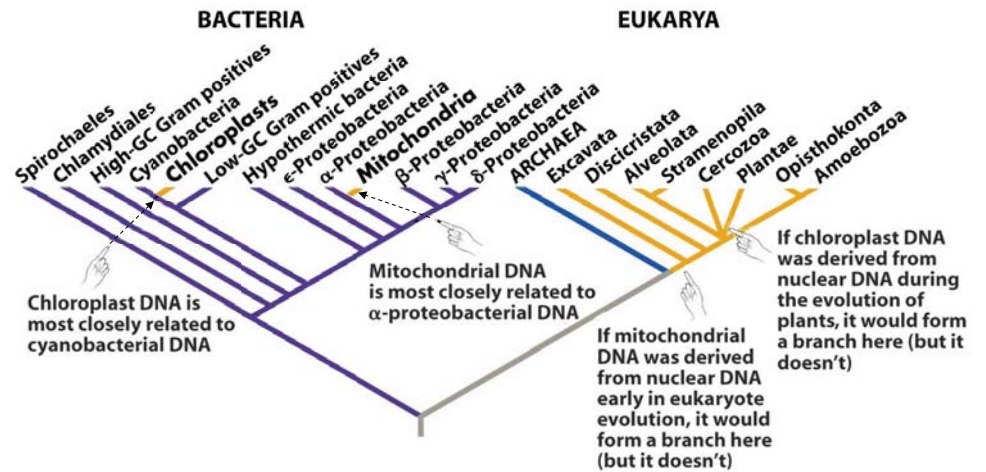 BACTERIA
EUKARYA
Spirochaeles
Chlamydiales
High-GC Gram positives
Cyanobacteria
Chloroplasts
Low-GC Gram positives
Hypothermic bacteria
ϵ-Proteobacteria
α-Proteobacteria
Mitochondria
β-Proteobacteria
γ-Proteobacteria
δ-Proteobacteria
ARCHAEA
Excavata
Discicristata
Alveolata
Stramenopila
Cercozoa
Plantae
Opisthokonta
Amoebozoa
Chloroplast DNA is
most closely related to
cyanobacterial DNA
Mitochondrial DNA
is most closely related to
α-proteobacterial DNA
If mitochondrial
DNA was derived
from nuclear DNA
early in eukaryote
evolution, it would
form a branch here
(but it doesn't)
If chloroplast DNA
was derived from
nuclear DNA during
the evolution of
plants, it would form
a branch here (but it
doesn't)